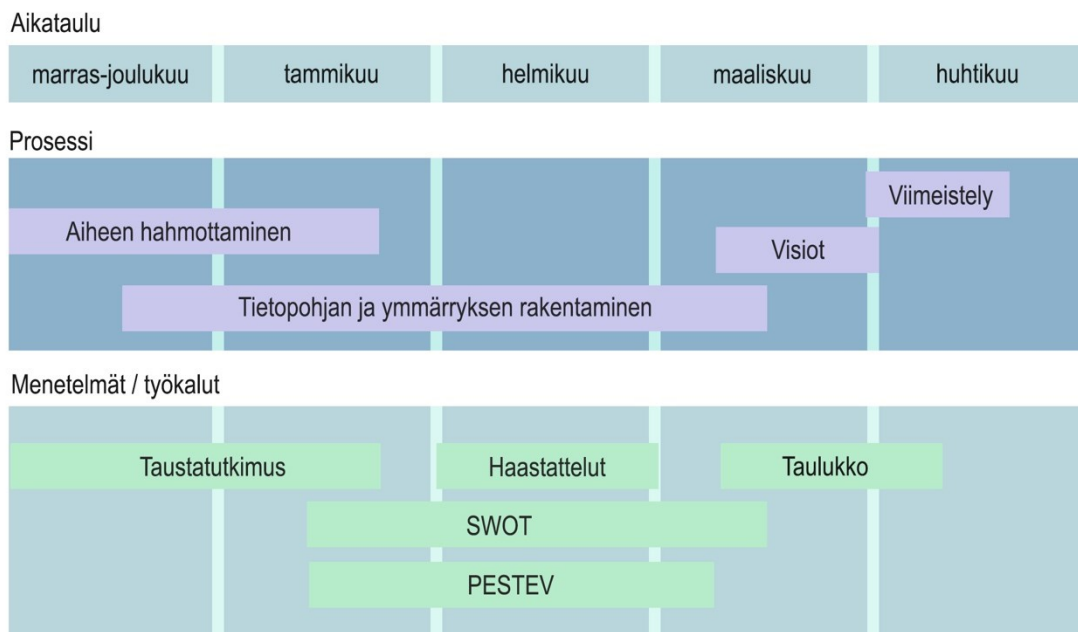 Aikataulu
marras-joulukuu tammikuu helmikuu maaliskuu huhtikuu
Prosessi
Viimeistely
Aiheen hahmottaminen
Visiot
Tietopohjan ja ymmärryksen rakentaminen
Menetelmät / työkalut
Taustatutkimus Haastattelut Taulukko
SWOT
PESTEV